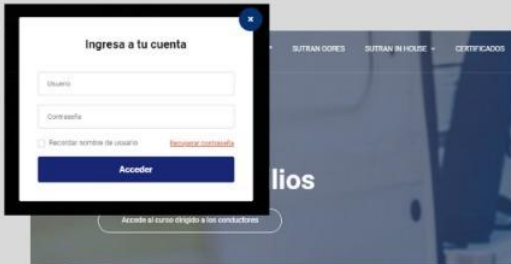 ×
Ingresa a tu cuenta
SUTRAN GORES
SUTRAN IN HOUSE
CERTIFICADOS
Usuario
Contraseña
Recordar nombre de usuario
Recuperar contraseña
Acceder
lios
Accede al curso dirigido a los conductores